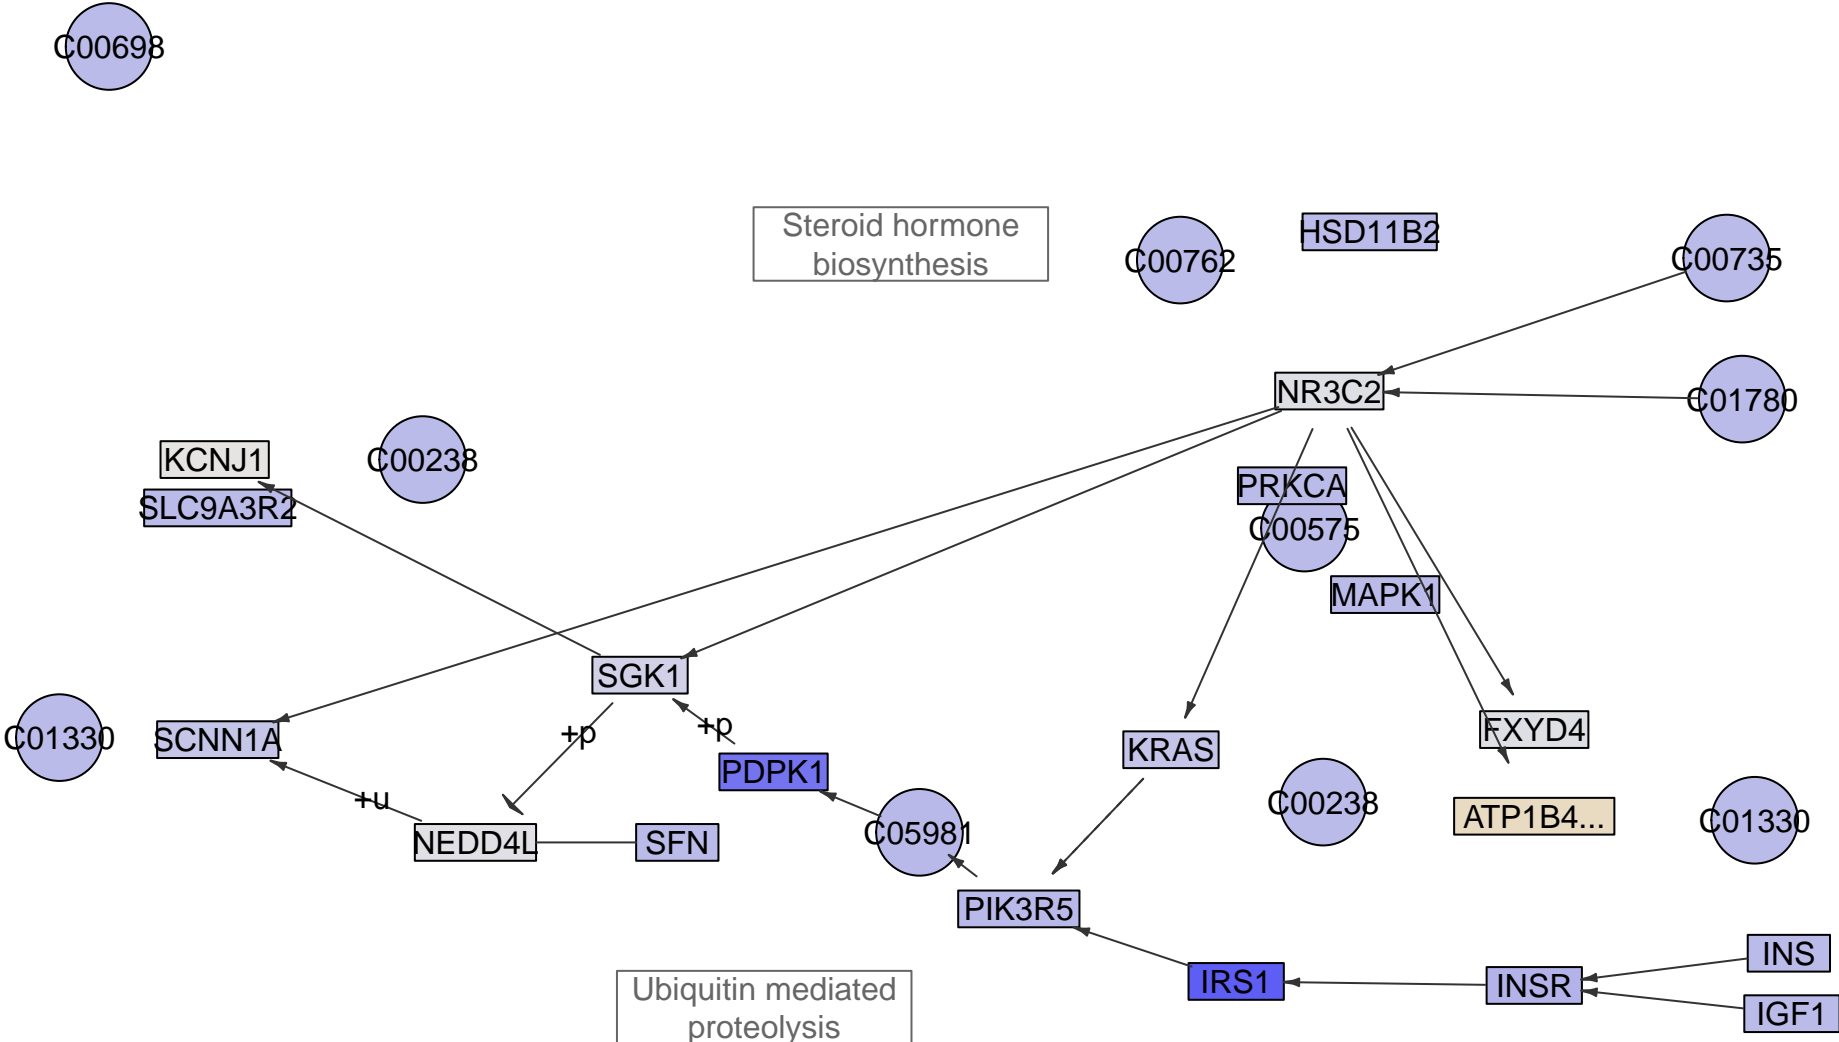 C00698
Steroid hormone
biosynthesis
C00762
HSD11B2
C00735
NR3C2
C01780
KCNJ1
C00238
SLC9A3R2
PRKCA
C00575
MAPK1
SGK1
C01330
SCNN1A
+p
+p
KRAS
FXYD4
PDPK1
+u
C00238
ATP1B4...
C01330
NEDD4L
SFN
C05981
PIK3R5
INS
IRS1
INSR
IGF1
Ubiquitin mediated
proteolysis